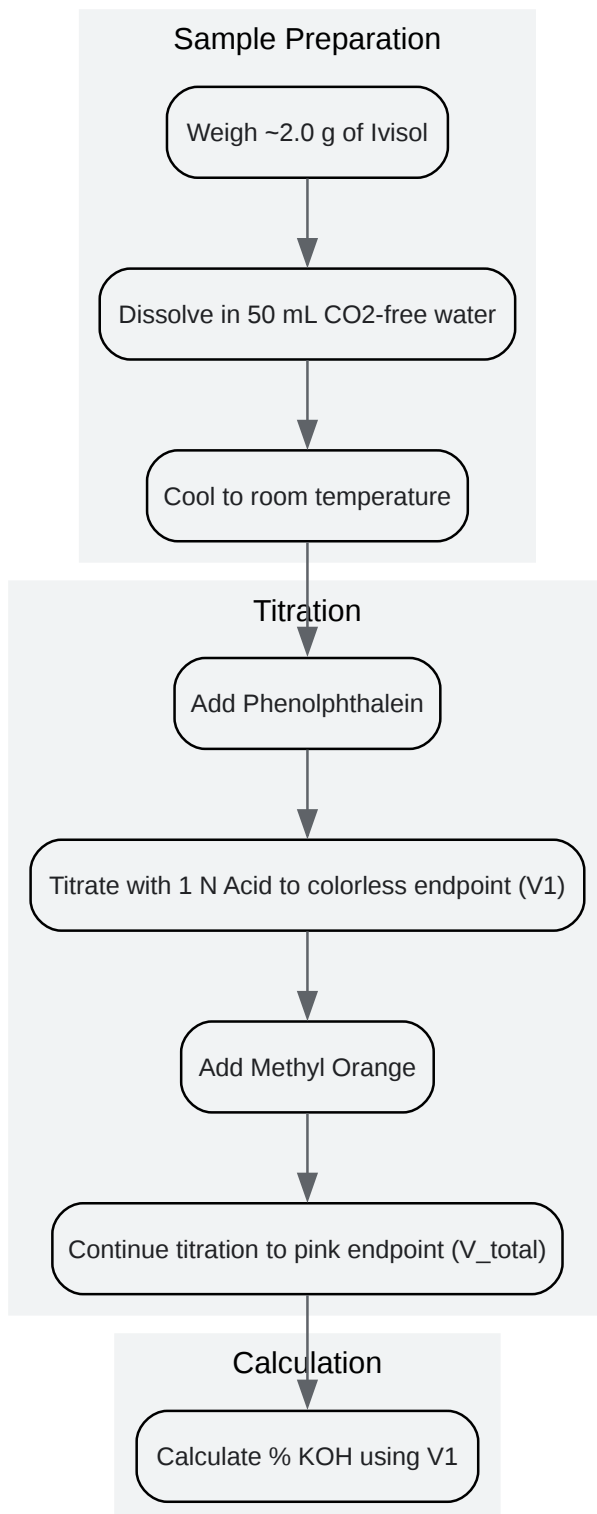 Sample Preparation
Weigh ~2.0 g of Ivisol
Dissolve in 50 mL CO2-free water
Cool to room temperature
Titration
Add Phenolphthalein
Titrate with 1 N Acid to colorless endpoint (V1)
Add Methyl Orange
Continue titration to pink endpoint (V_total)
Calculation
Calculate % KOH using V1